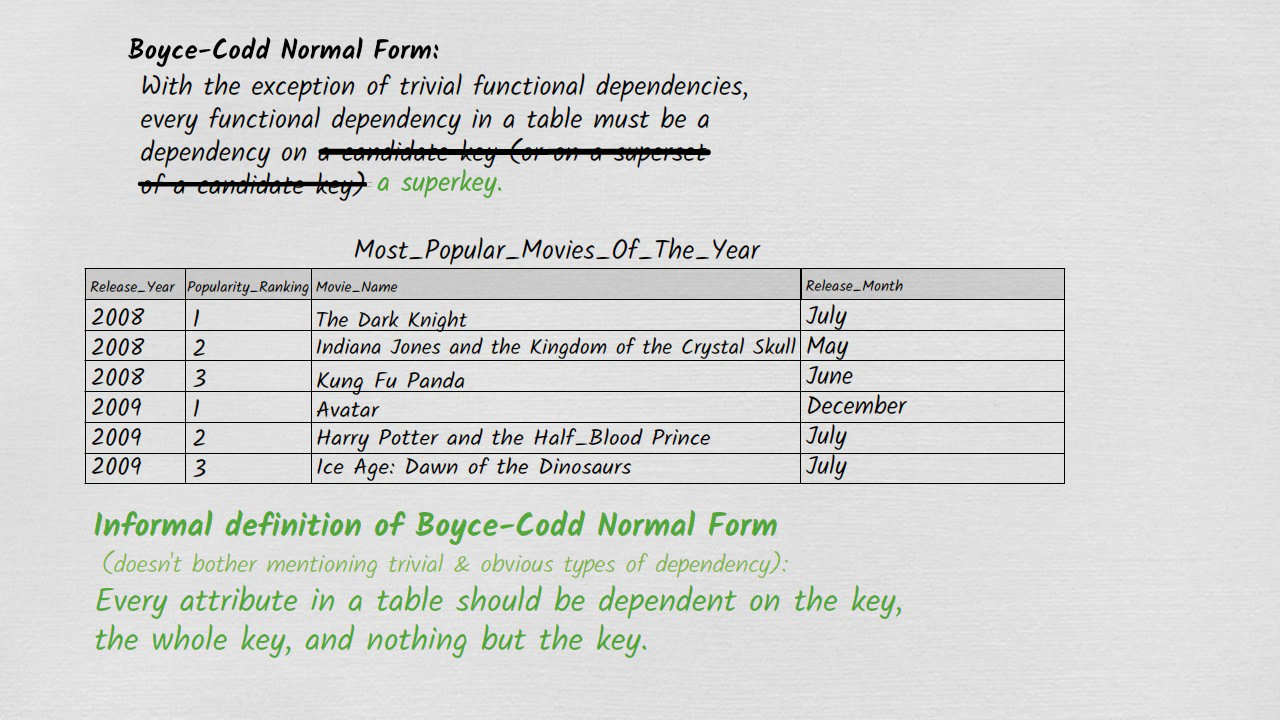 Boyce-Codd Normal Form:
With the exception of trivial functional dependencies,
every functional dependency in a table must be a
dependency on a candidate key (or on a superset
of a candidate key) a superkey.
Most_Popular_Movies_Of_The_Year
Release_Year Popularity_Ranking Movie_Name Release_Month
2008 1 The Dark Knight July
2008 2 Indiana Jones and the Kingdom of the Crystal Skull May
2008 3 Kung Fu Panda June
2009 1 Avatar December
2009 2 Harry Potter and the Half_Blood Prince July
2009 3 Ice Age: Dawn of the Dinosaurs July
Informal definition of Boyce-Codd Normal Form
(doesn't bother mentioning trivial & obvious types of dependency):
Every attribute in a table should be dependent on the key,
the whole key, and nothing but the key.